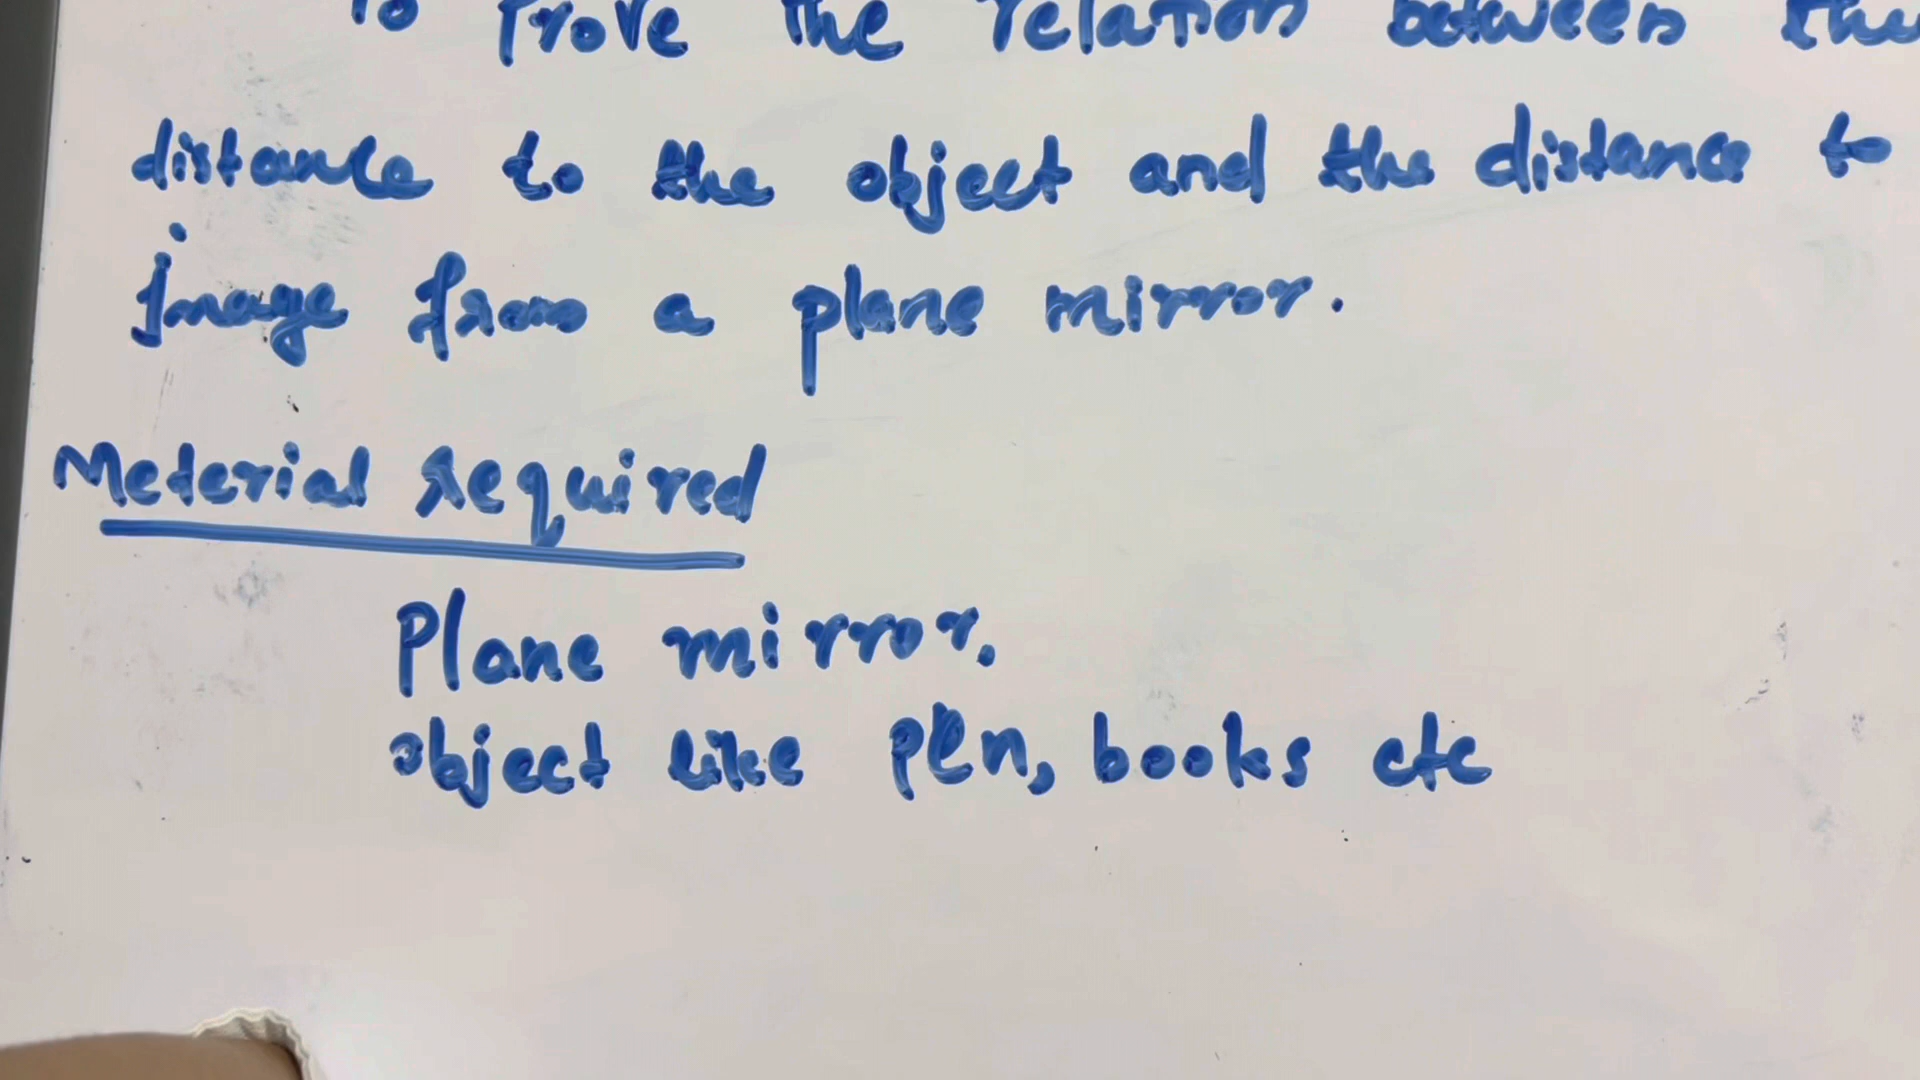 To prove the relation between the
distance to the object and the distance to
image from a plane mirror.
Meterial required
Plane mirror.
object like pen, books etc